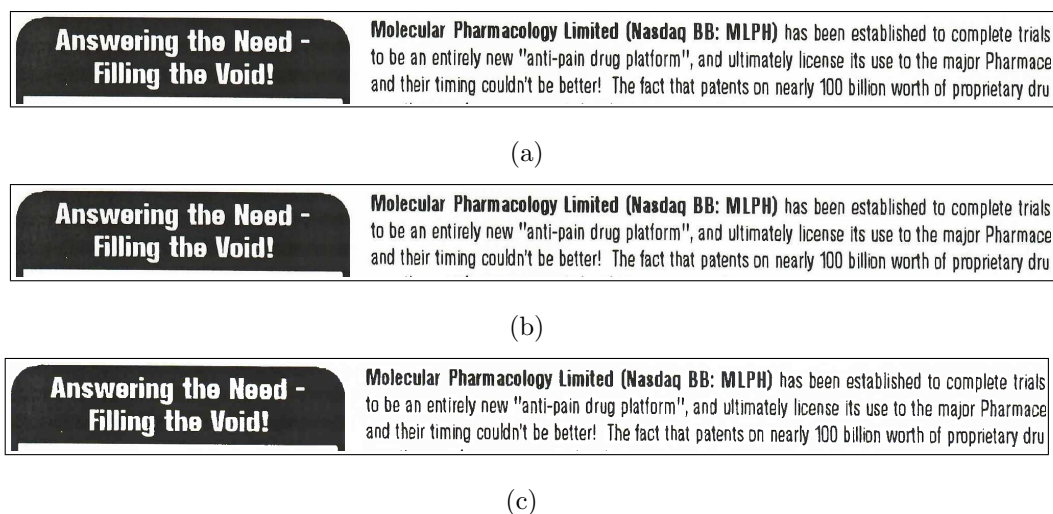 Answering the Need -
Filling the Void!
Molecular Pharmacology Limited (Nasdaq BB: MLPH) has been established to complete trials
to be an entirely new "anti-pain drug platform", and ultimately license its use to the major Pharmace
and their timing couldn't be better! The fact that patents on nearly 100 billion worth of proprietary dru
(a)
Answering the Need -
Filling the Void!
Molecular Pharmacology Limited (Nasdaq BB: MLPH) has been established to complete trials
to be an entirely new "anti-pain drug platform", and ultimately license its use to the major Pharmace
and their timing couldn't be better! The fact that patents on nearly 100 billion worth of proprietary dru
(b)
Answering the Need -
Filling the Void!
Molecular Pharmacology Limited (Nasdaq BB: MLPH) has been established to complete trials
to be an entirely new "anti-pain drug platform", and ultimately license its use to the major Pharmace
and their timing couldn't be better! The fact that patents on nearly 100 billion worth of proprietary dru
(c)